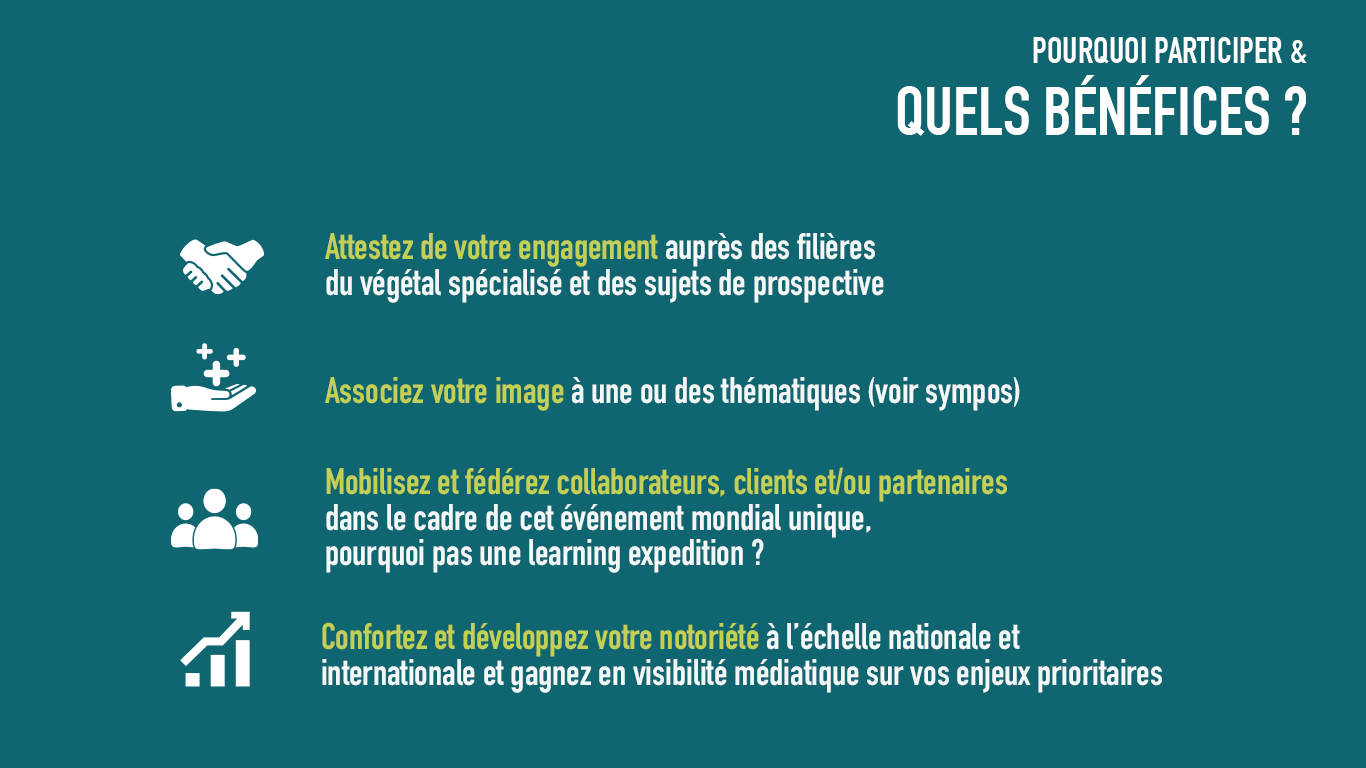 POURQUOI PARTICIPER &
QUELS BÉNÉFICES ?
Attestez de votre engagement auprès des filières
du végétal spécialisé et des sujets de prospective
Associez votre image à une ou des thématiques (voir sympos)
Mobilisez et fédérez collaborateurs, clients et/ou partenaires
dans le cadre de cet événement mondial unique,
pourquoi pas une learning expedition ?
Confortez et développez votre notoriété à l’échelle nationale et
internationale et gagnez en visibilité médiatique sur vos enjeux prioritaires